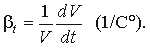 βₜ = 1/V dV/dt (1/C°).